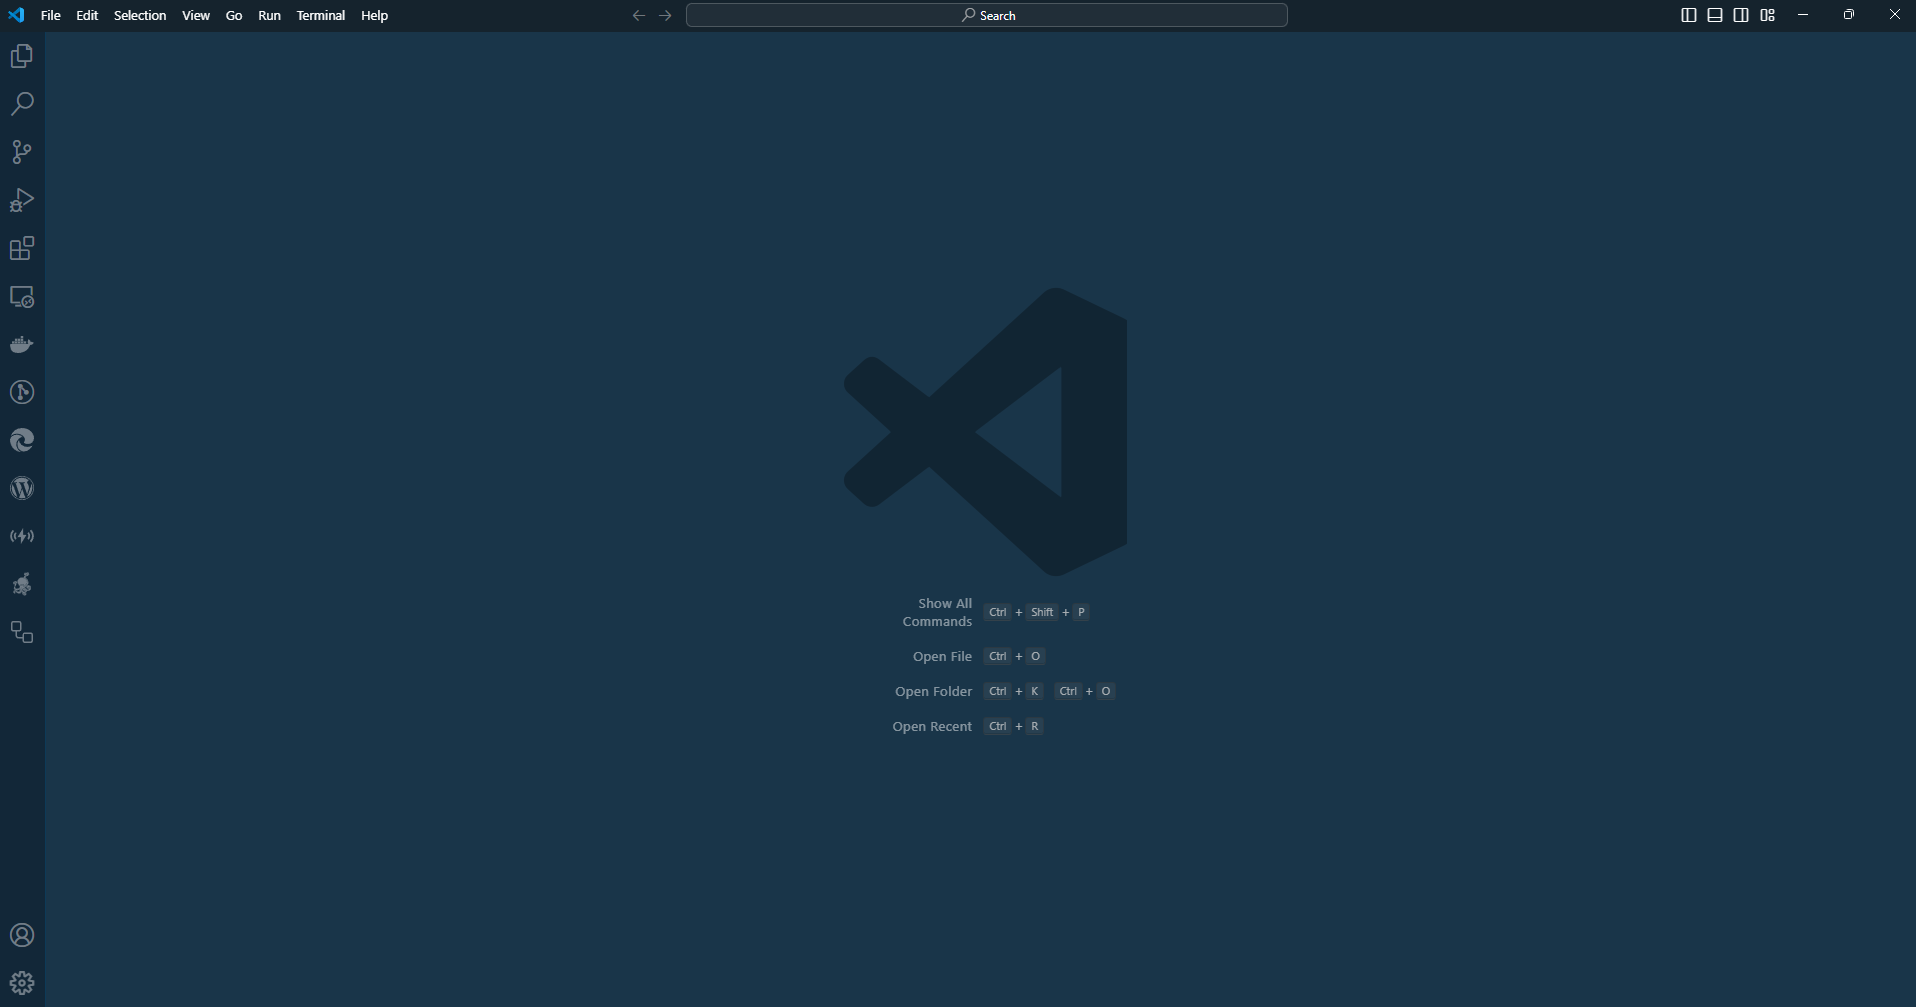 File Edit Selection View Go Run Terminal Help Search
Show All
Commands Ctrl + Shift + P
Open File Ctrl + O
Open Folder Ctrl + K Ctrl + O
Open Recent Ctrl + R